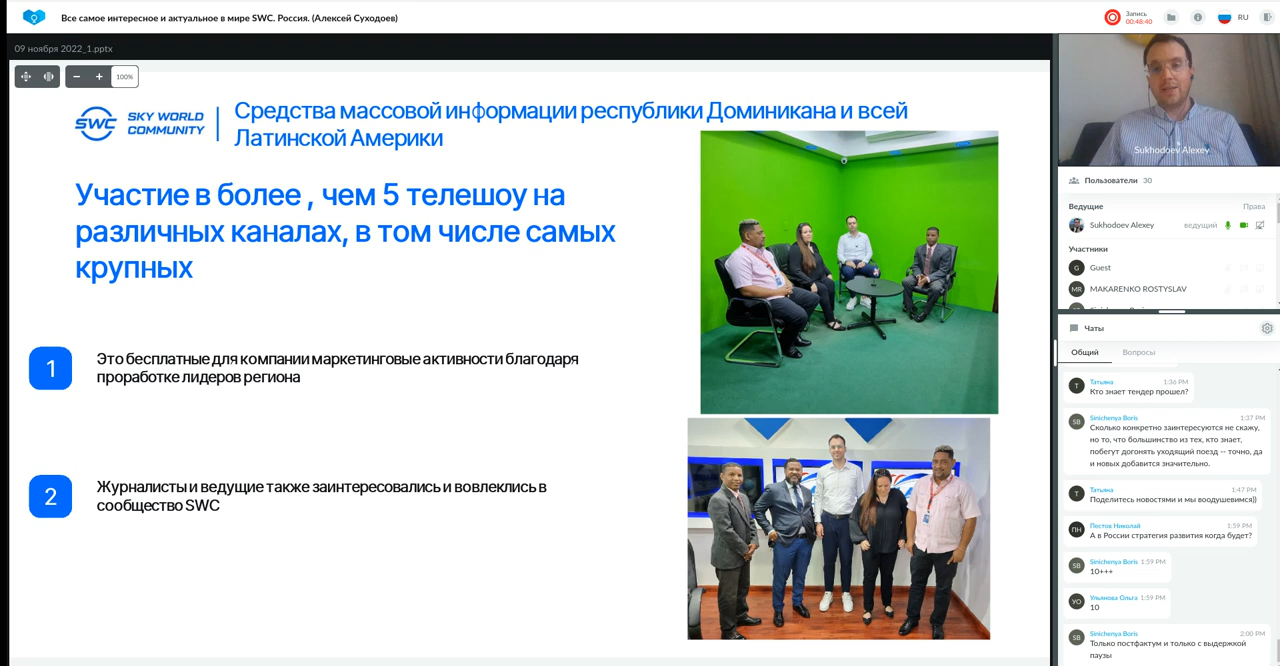 Все самое интересное и актуальное в мире SWC. Россия. (Алексей Суходоев)
Запись
00:48:40
RU
09 ноября 2022_1.pptx
100%
SWC
SKY WORLD
COMMUNITY
Средства массовой информации республики Доминикана и всей
Латинской Америки
Участие в более , чем 5 телешоу на
различных каналах, в том числе самых
крупных
1
Это бесплатные для компании маркетинговые активности благодаря
проработке лидеров региона
2
Журналисты и ведущие также заинтересовались и вовлеклись в
сообщество SWC
Sukhodoev Alexey
Пользователи 30
Ведущие Права
Sukhodoev Alexey ведущий
Участники
G Guest
MR MAKARENKO ROSTYSLAV
Чаты
Общий Вопросы
Т Татьяна 1:36 PM
Кто знает тендер прошел?
SB Sinichenya Boris 1:37 PM
Сколько конкретно заинтересуются не скажу,
но то, что большинство из тех, кто знает,
побегут догонять уходящий поезд -- точно, да
и новых добавится значительно.
Т Татьяна 1:47 PM
Поделитесь новостями и мы воодушевимся))
ПН Пестов Николай 1:59 PM
А в России стратегия развития когда будет?
SB Sinichenya Boris 1:59 PM
10+++
УО Ульянова Ольга 1:59 PM
10
SB Sinichenya Boris 2:00 PM
Только постфактум и только с выдержкой
паузы